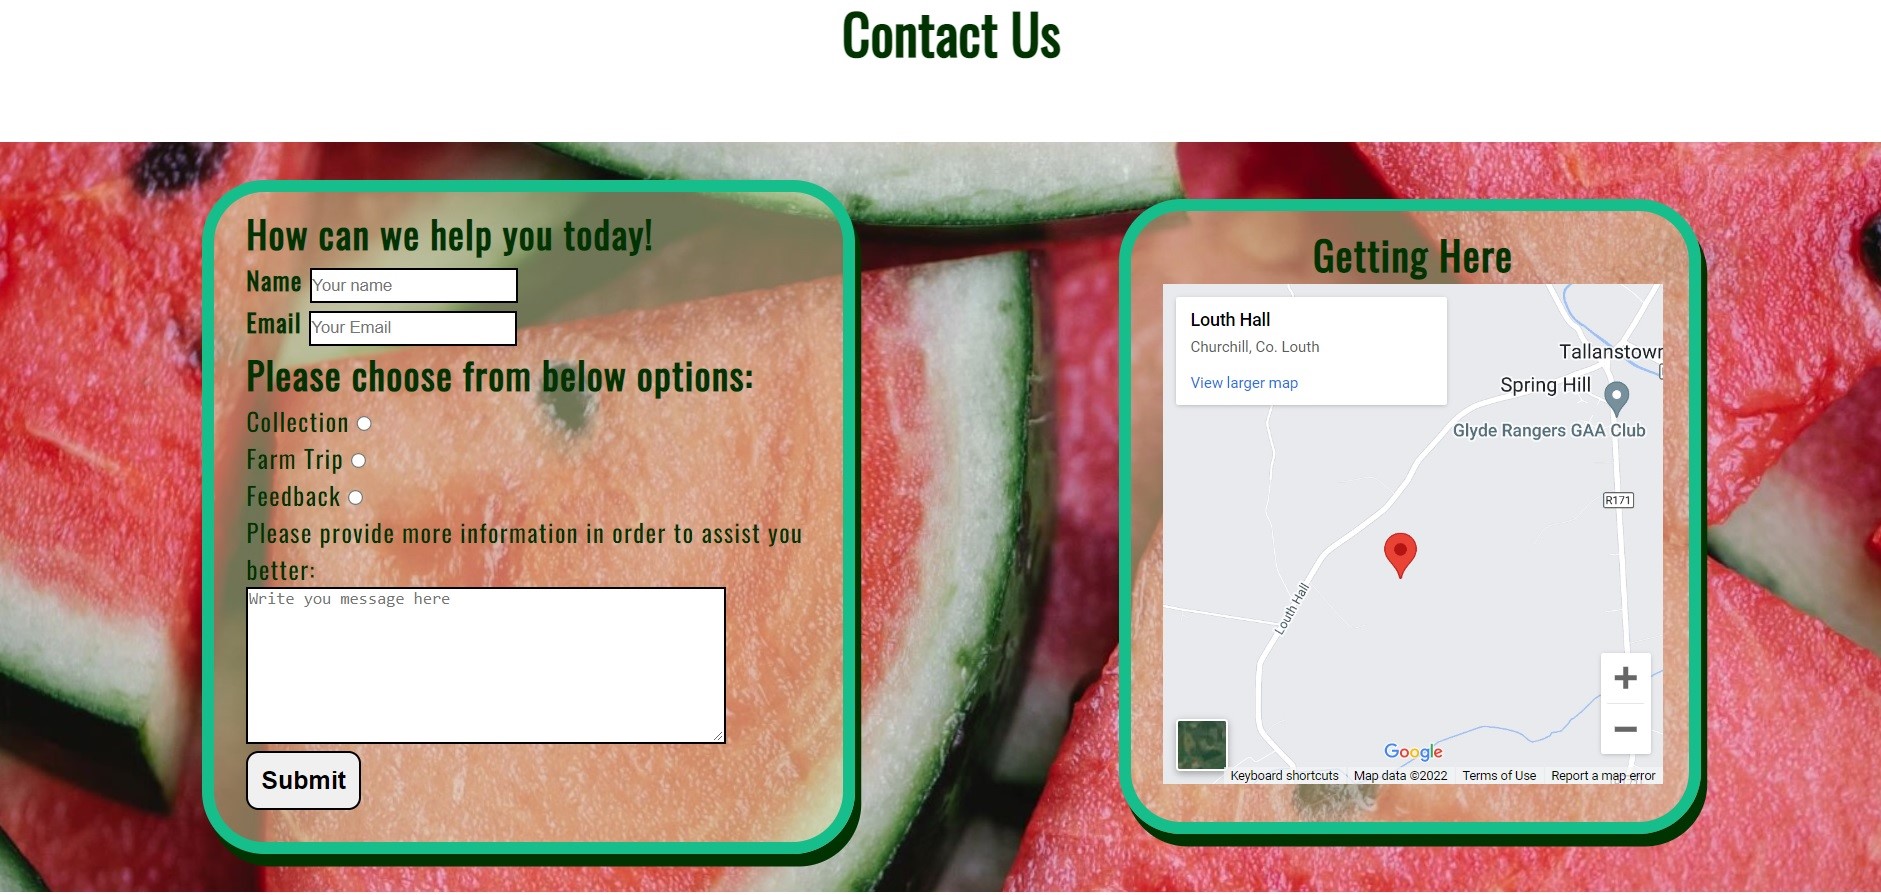 Contact Us
How can we help you today!
Name Your name
Email Your Email
Please choose from below options:
Collection
Farm Trip
Feedback
Please provide more information in order to assist you
better:
Write you message here
Submit
Getting Here
Louth Hall
Churchill, Co. Louth
View larger map
Tallanstown
Spring Hill
Glyde Rangers GAA Club
R171
Louth Hall
Google
Keyboard shortcuts Map data ©2022 Terms of Use Report a map error